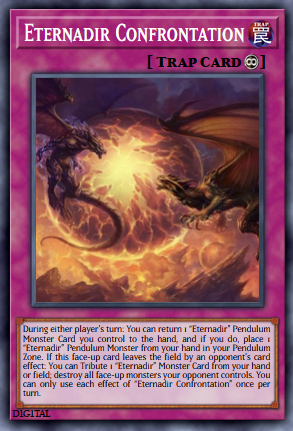 Eternadir Confrontation
TRAP
罠
[ Trap Card ]
During either player's turn: You can return 1 "Eternadir" Pendulum
Monster Card you control to the hand, and if you do, place 1
"Eternadir" Pendulum Monster from your hand in your Pendulum
Zone. If this face-up card leaves the field by an opponent's card
effect: You can Tribute 1 "Eternadir" Monster Card from your hand
or field; destroy all face-up monsters your opponent controls. You
can only use each effect of "Eternadir Confrontation" once per
turn.
DIGITAL